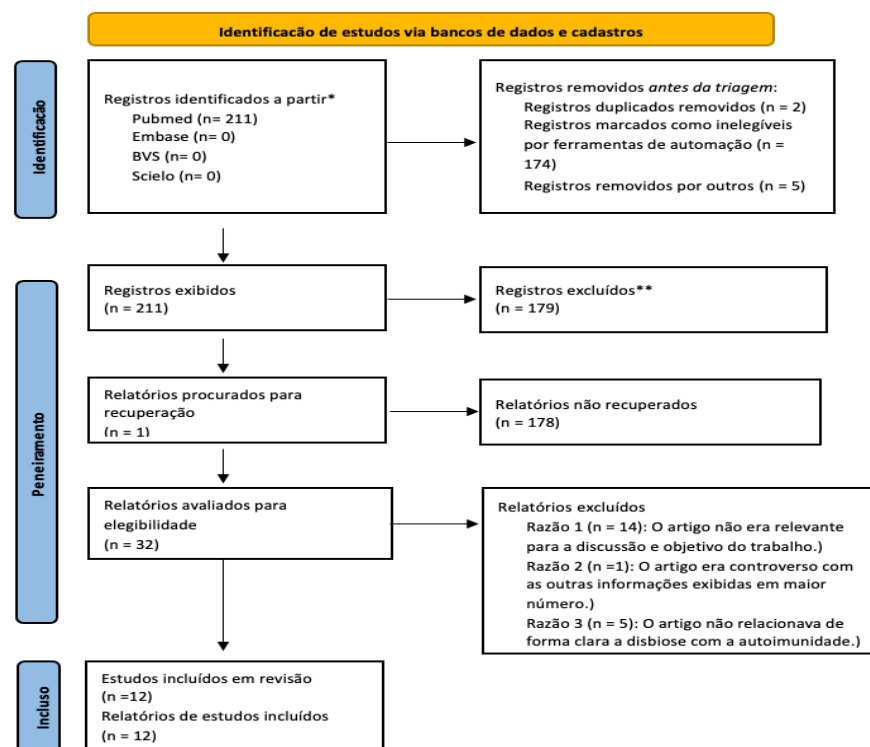 Identificacão de estudos via bancos de dados e cadastros
Identificação
Registros identificados a partir*
Pubmed (n= 211)
Embase (n= 0)
BVS (n= 0)
Scielo (n= 0)
Registros removidos antes da triagem:
Registros duplicados removidos (n = 2)
Registros marcados como inelegíveis
por ferramentas de automação (n =
174)
Registros removidos por outros (n = 5)
Peneiramento
Registros exibidos
(n = 211)
Registros excluídos**
(n = 179)
Relatórios procurados para
recuperação
(n = 1)
Relatórios não recuperados
(n = 178)
Relatórios avaliados para
elegibilidade
(n = 32)
Relatórios excluídos
Razão 1 (n = 14): O artigo não era relevante
para a discussão e objetivo do trabalho.)
Razão 2 (n =1): O artigo era controverso com
as outras informações exibidas em maior
número.)
Razão 3 (n = 5): O artigo não relacionava de
forma clara a disbiose com a autoimunidade.)
Incluso
Estudos incluídos em revisão
(n =12)
Relatórios de estudos incluídos
(n = 12)